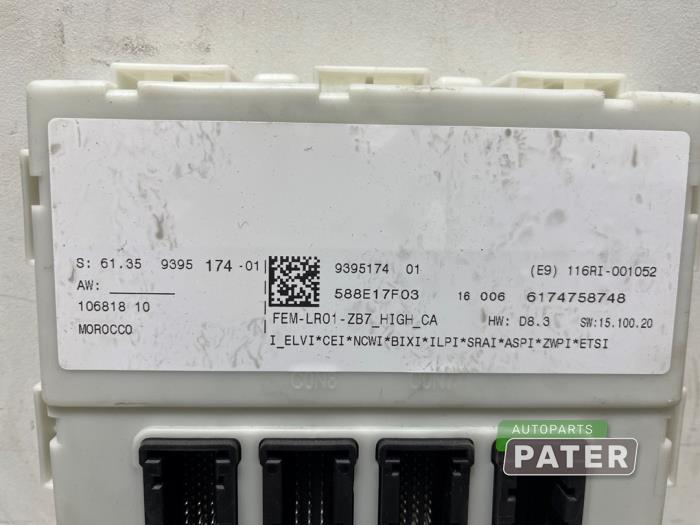 S: 61.35 9395 174 -01
AW:
106818 10
MOROCCO
9395174 01
588E17F03
FEM-LR01-ZB7_HIGH_CA
(E9) 116RI-001052
16 006 6174758748
HW: D8.3 SW:15.100.20
I_ELVI*CEI*NCWI*BIXI*ILPI*SRAI*ASPI*ZWPI*ETSI
AUTOPARTS
PATER